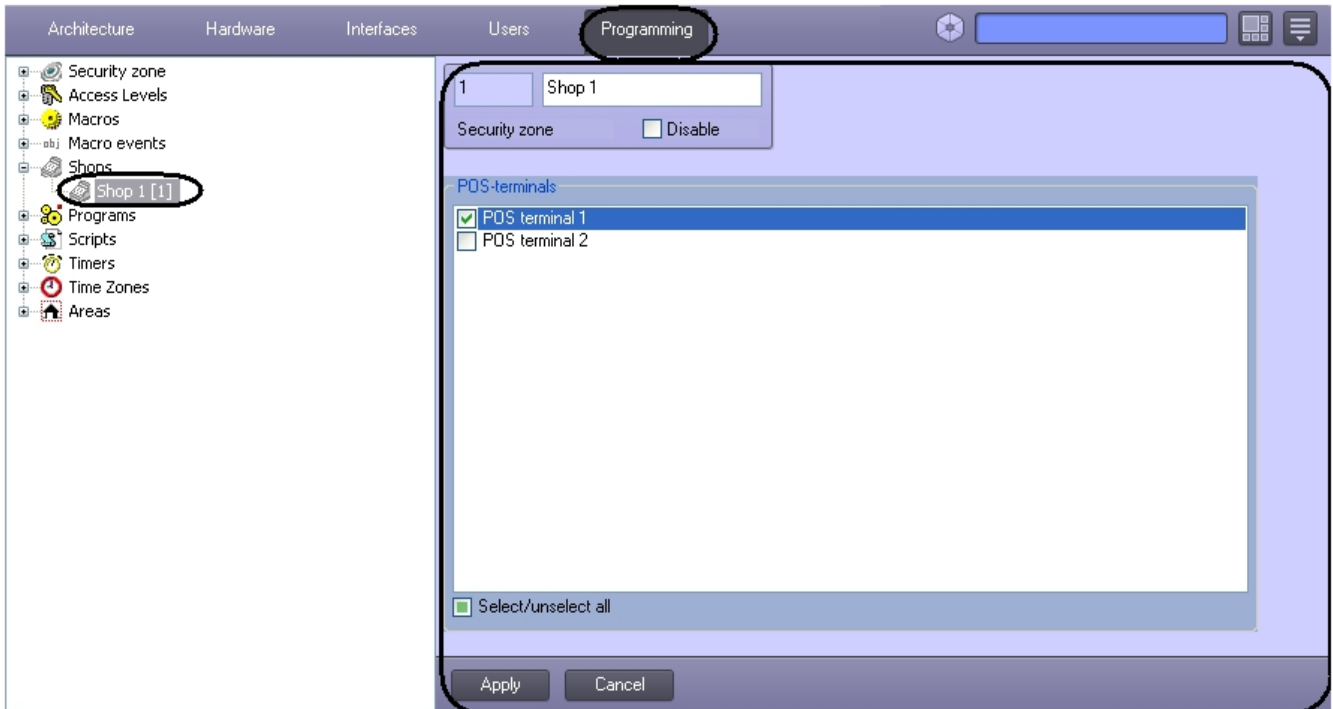 Architecture Hardware Interfaces Users Programming
Security zone
Access Levels
Macros
obj Macro events
Shops
Shop 1 [1]
Programs
Scripts
Timers
Time Zones
Areas
1 Shop 1
Security zone Disable
POS-terminals
POS terminal 1
POS terminal 2
Select/unselect all
Apply Cancel